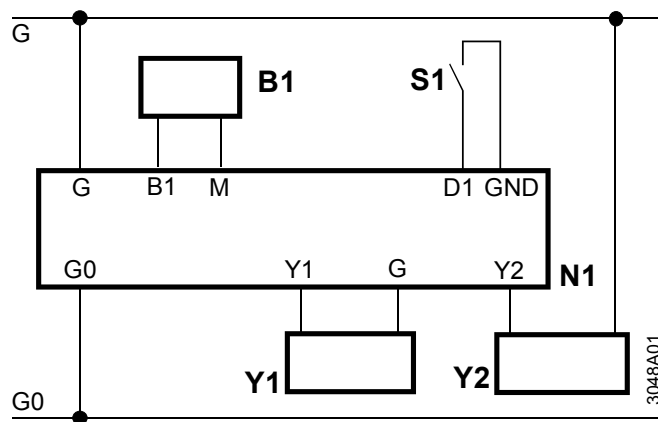 G
B1
S1
G B1 M D1 GND
G0 Y1 G Y2
N1
Y1
Y2
3048A01
G0